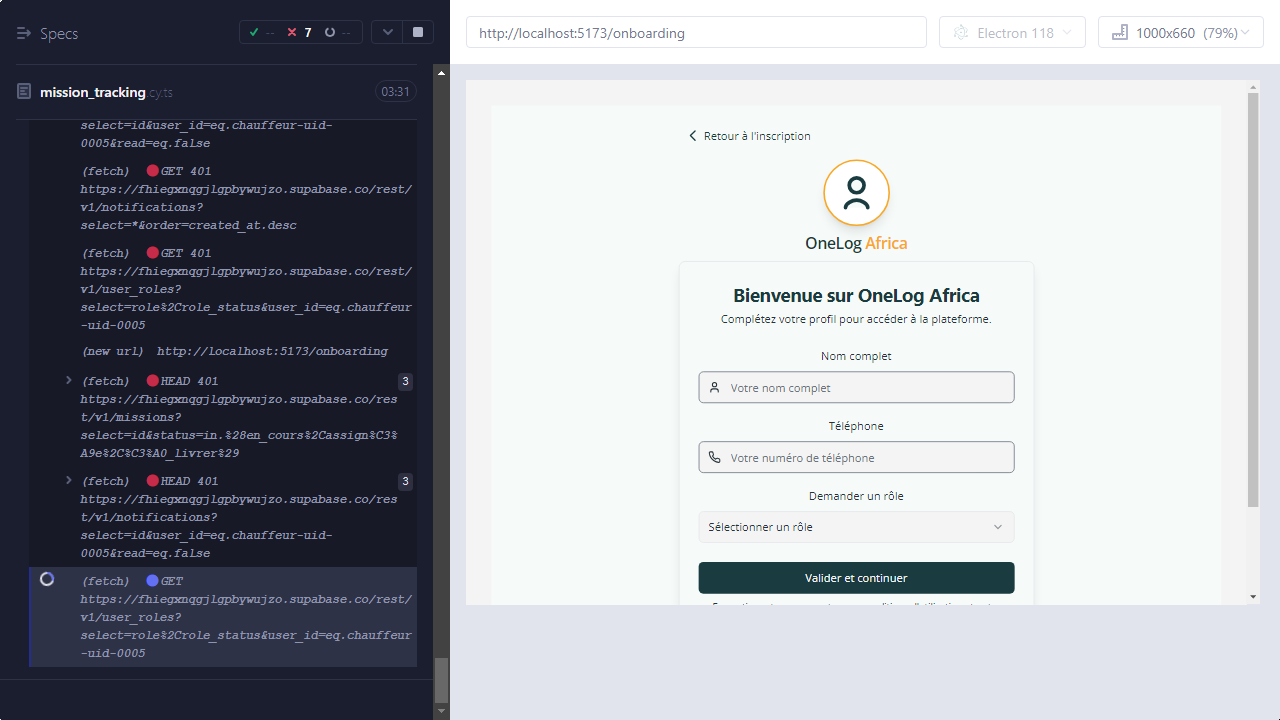 Specs
-- 7 --
mission_tracking.cy.ts 03:31
select=id&user_id=eq.chauffeur-uid-
0005&read=eq.false
(fetch) GET 401
https://fhiegxnqgjlgpbywujzo.supabase.co/rest/
v1/notifications?
select=*&order=created_at.desc
(fetch) GET 401
https://fhiegxnqgjlgpbywujzo.supabase.co/rest/
v1/user_roles?
select=role%2Crole_status&user_id=eq.chauffeur
-uid-0005
(new url) http://localhost:5173/onboarding
(fetch) HEAD 401 3
https://fhiegxnqgjlgpbywujzo.supabase.co/res
t/v1/missions?
select=id&status=in.%28en_cours%2Cassign%C3%
A9e%2C%C3%A0_livrer%29
(fetch) HEAD 401 3
https://fhiegxnqgjlgpbywujzo.supabase.co/res
t/v1/notifications?
select=id&user_id=eq.chauffeur-uid-
0005&read=eq.false
(fetch) GET
https://fhiegxnqgjlgpbywujzo.supabase.co/rest/
v1/user_roles?
select=role%2Crole_status&user_id=eq.chauffeur
-uid-0005
http://localhost:5173/onboarding
Electron 118
1000x660 (79%)
Retour à l'inscription
OneLog Africa
Bienvenue sur OneLog Africa
Complétez votre profil pour accéder à la plateforme.
Nom complet
Votre nom complet
Téléphone
Votre numéro de téléphone
Demander un rôle
Sélectionner un rôle
Valider et continuer